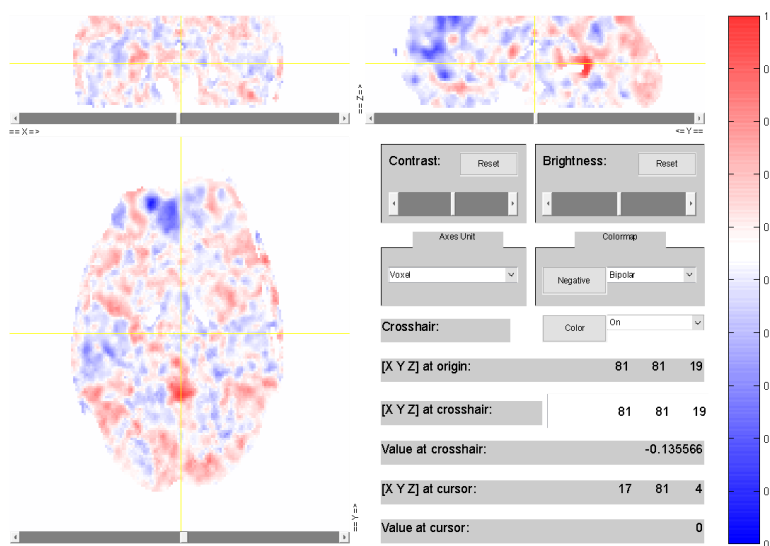 == X =>
== Z =>
<= Y ==
== Y =>
Contrast:
Reset
Brightness:
Reset
Axes Unit
Voxel
Colormap
Negative
Bipolar
Crosshair:
Color
On
[X Y Z] at origin:
81 81 19
[X Y Z] at crosshair:
81 81 19
Value at crosshair:
-0.135566
[X Y Z] at cursor:
17 81 4
Value at cursor:
0
1
0
0
0
0
0
0
0
0
0
0